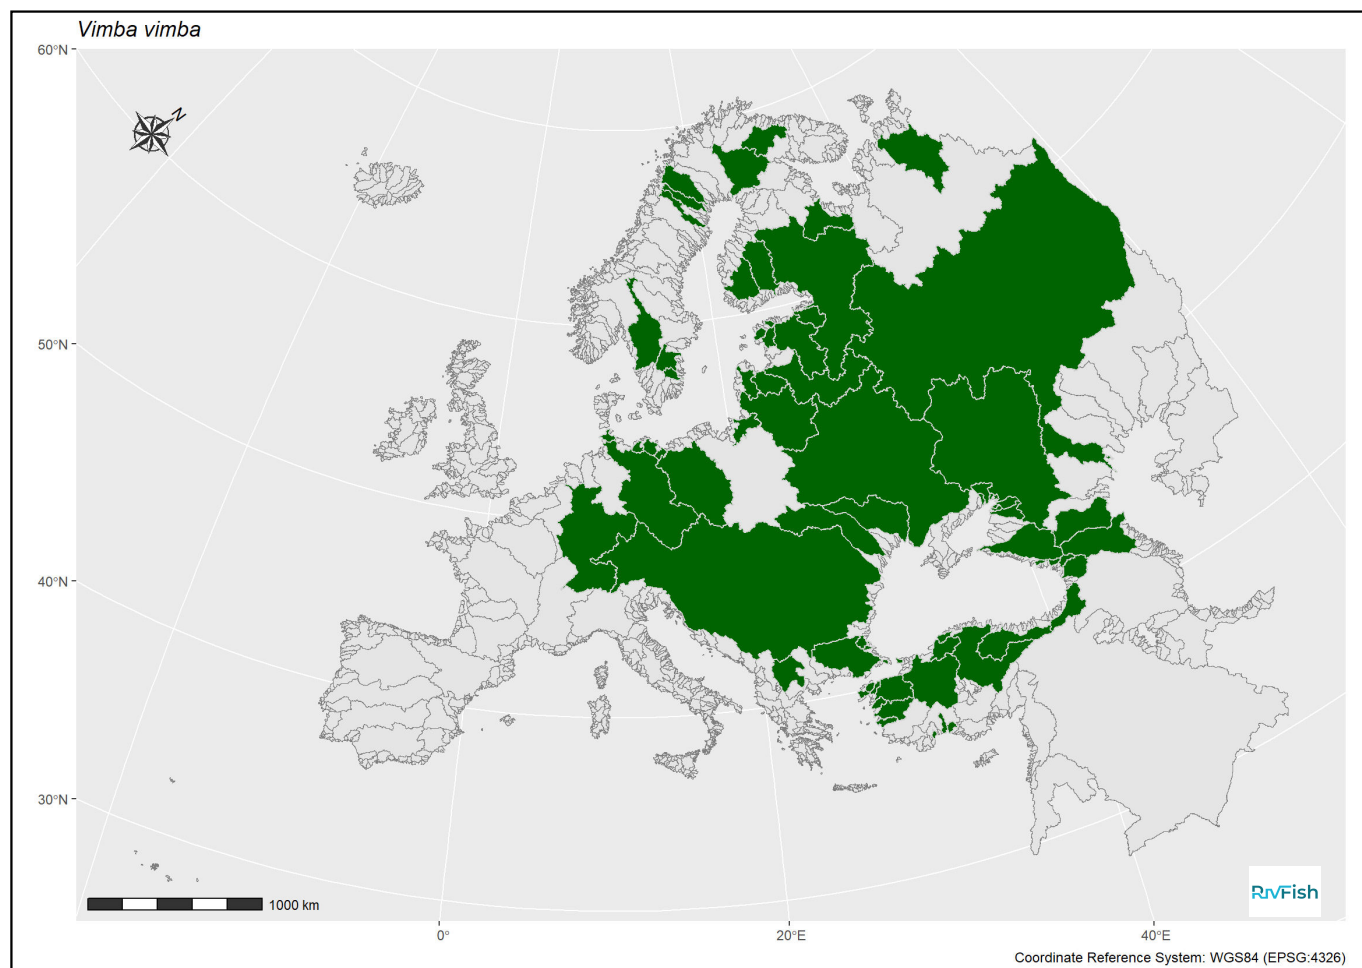 Vimba vimba
60°N
N
50°N
40°N
30°N
1000 km
RivFish
0°
20°E
40°E
Coordinate Reference System: WGS84 (EPSG:4326)